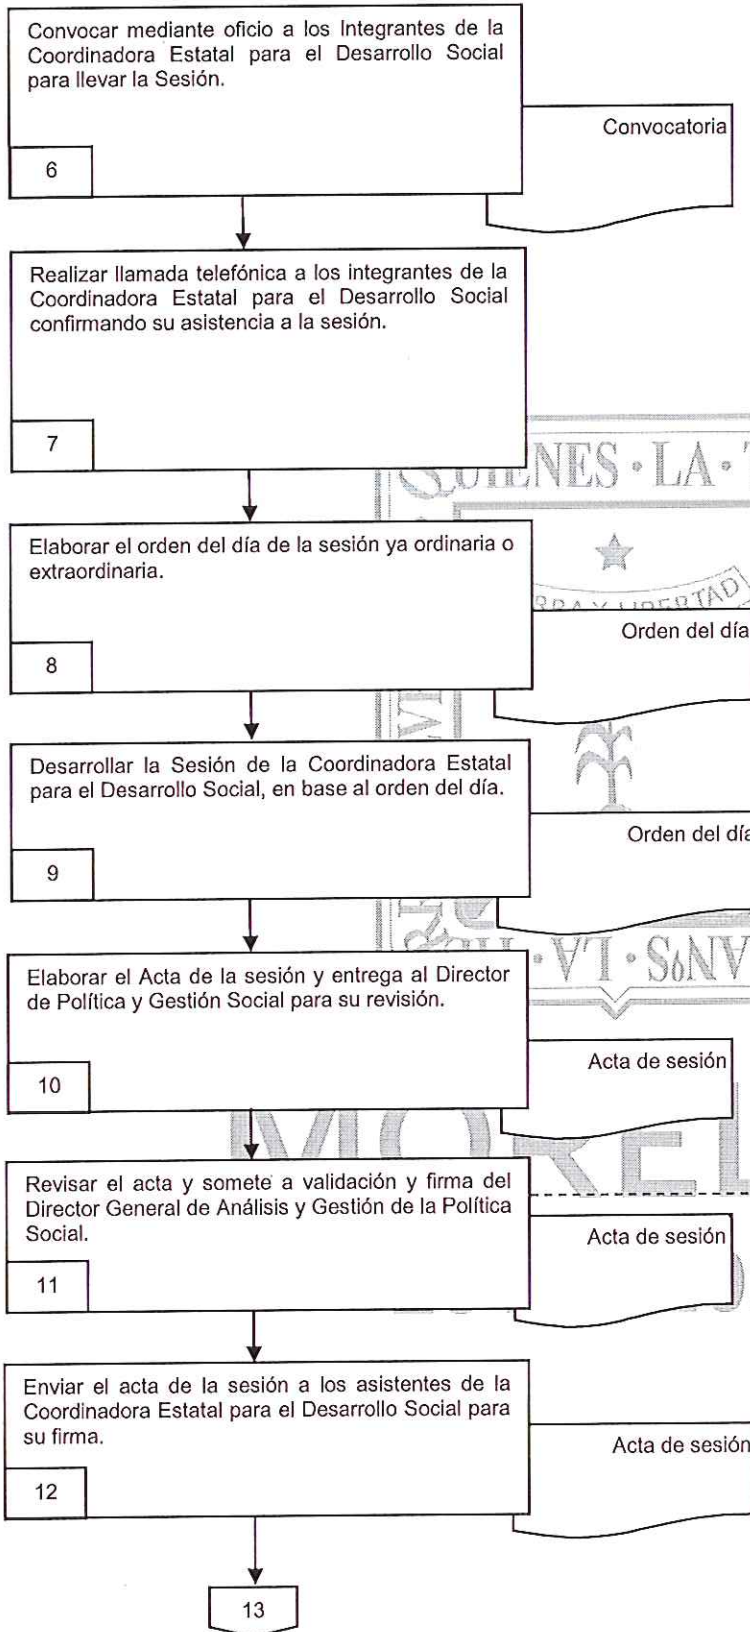 Convocar mediante oficio a los Integrantes de la
Coordinadora Estatal para el Desarrollo Social
para llevar la Sesión.
6
Convocatoria
Realizar llamada telefónica a los integrantes de la
Coordinadora Estatal para el Desarrollo Social
confirmando su asistencia a la sesión.
7
QUIENES · LA ·
Elaborar el orden del día de la sesión ya ordinaria o
extraordinaria.
8
Y LIBERTAD
Orden del día
Desarrollar la Sesión de la Coordinadora Estatal
para el Desarrollo Social, en base al orden del día.
9
Orden del día
Elaborar el Acta de la sesión y entrega al Director
de Política y Gestión Social para su revisión.
10
Acta de sesión
MOREL
Revisar el acta y somete a validación y firma del
Director General de Análisis y Gestión de la Política
Social.
11
Acta de sesión
Enviar el acta de la sesión a los asistentes de la
Coordinadora Estatal para el Desarrollo Social para
su firma.
12
Acta de sesión
13